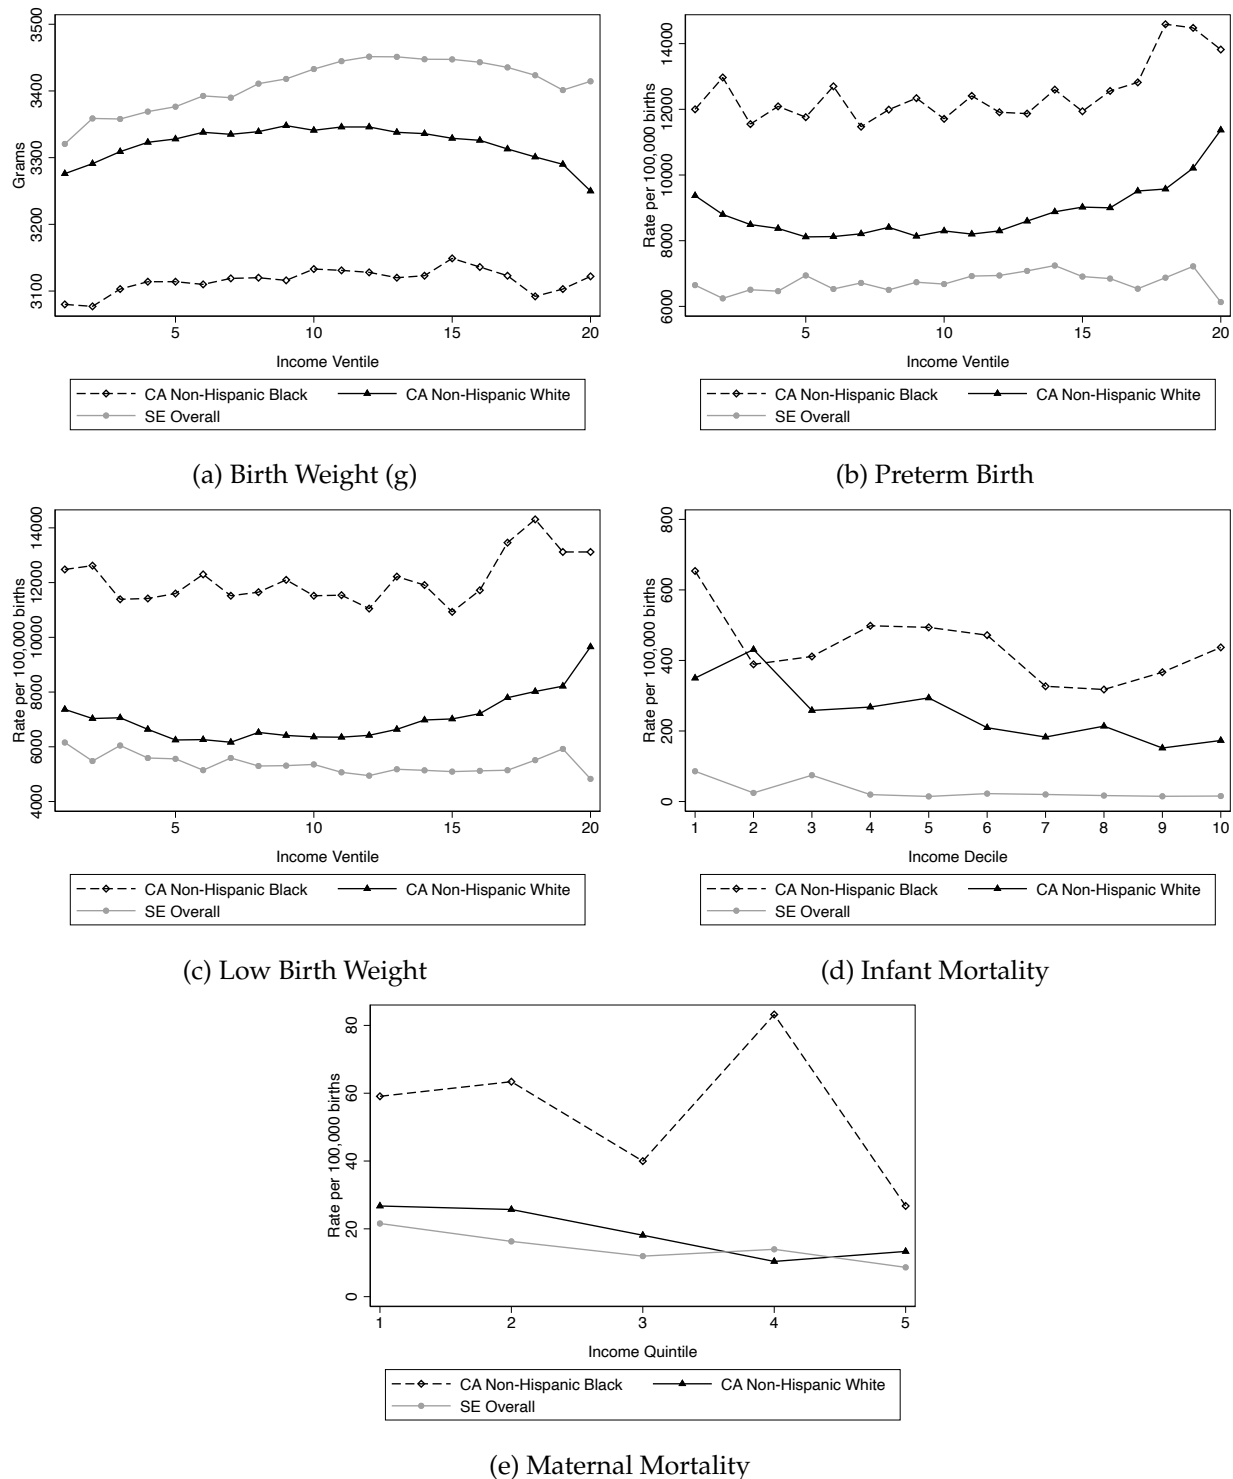 3500
3400
3300
3200
3100
Grams
5 10 15 20
Income Ventile
CA Non-Hispanic Black CA Non-Hispanic White
SE Overall
(a) Birth Weight (g)
14000
12000
10000
8000
6000
Rate per 100,000 births
5 10 15 20
Income Ventile
CA Non-Hispanic Black CA Non-Hispanic White
SE Overall
(b) Preterm Birth
14000
12000
10000
8000
6000
4000
Rate per 100,000 births
5 10 15 20
Income Ventile
CA Non-Hispanic Black CA Non-Hispanic White
SE Overall
(c) Low Birth Weight
800
600
400
200
0
Rate per 100,000 births
1 2 3 4 5 6 7 8 9 10
Income Decile
CA Non-Hispanic Black CA Non-Hispanic White
SE Overall
(d) Infant Mortality
80
60
40
20
0
Rate per 100,000 births
1 2 3 4 5
Income Quintile
CA Non-Hispanic Black CA Non-Hispanic White
SE Overall
(e) Maternal Mortality